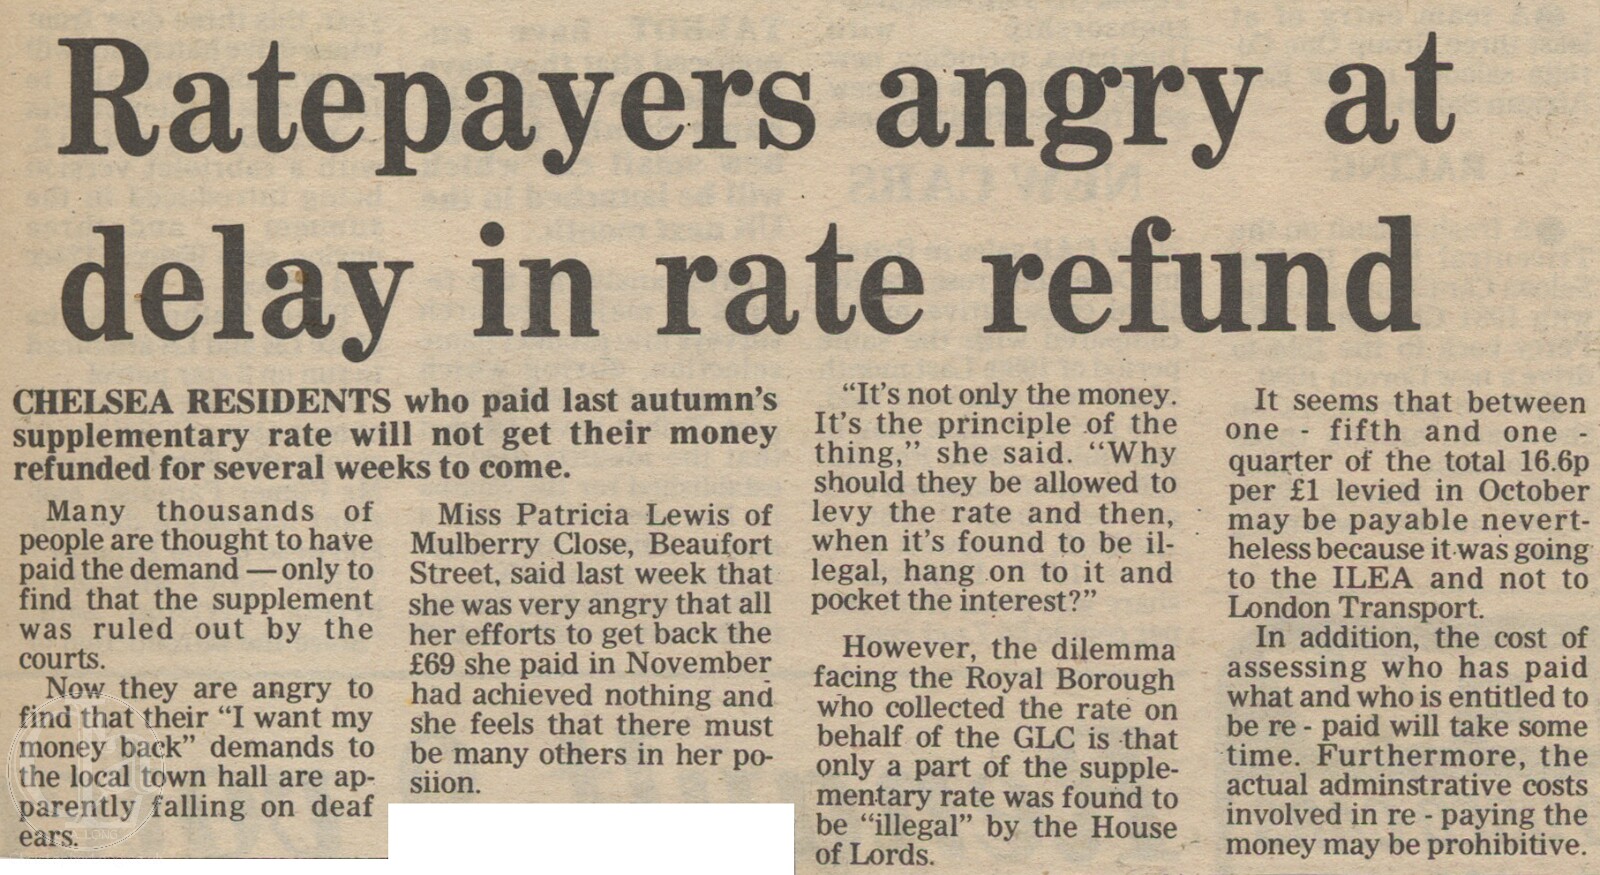 Ratepayers angry at
delay in rate refund
CHELSEA RESIDENTS who paid last autumn's
supplementary rate will not get their money
refunded for several weeks to come.
Many thousands of
people are thought to have
paid the demand — only to
find that the supplement
was ruled out by the
courts.
Now they are angry to
find that their “I want my
money back” demands to
the local town hall are ap-
parently falling on deaf
ears.
Miss Patricia Lewis of
Mulberry Close, Beaufort
Street, said last week that
she was very angry that all
her efforts to get back the
£69 she paid in November
had achieved nothing and
she feels that there must
be many others in her po-
siion.
“It's not only the money.
It's the principle of the
thing,” she said. “Why
should they be allowed to
levy the rate and then,
when it's found to be il-
legal, hang on to it and
pocket the interest?”
However, the dilemma
facing the Royal Borough
who collected the rate on
behalf of the GLC is that
only a part of the supple-
mentary rate was found to
be “illegal” by the House
of Lords.
It seems that between
one - fifth and one -
quarter of the total 16.6p
per £1 levied in October
may be payable nevert-
heless because it was going
to the ILEA and not to
London Transport.
In addition, the cost of
assessing who has paid
what and who is entitled to
be re - paid will take some
time. Furthermore, the
actual adminstrative costs
involved in re - paying the
money may be prohibitive.